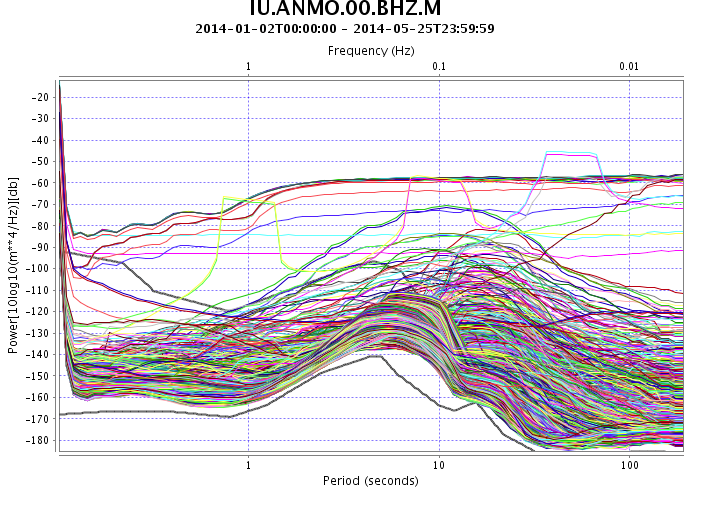 IU.ANMO.00.BHZ.M
2014-01-02T00:00:00 - 2014-05-25T23:59:59
Frequency (Hz)
1 0.1 0.01
-20
-30
-40
-50
-60
-70
-80
-90
-100
-110
-120
-130
-140
-150
-160
-170
-180
Power[10log10(m**4/Hz)][db]
1 10 100
Period (seconds)